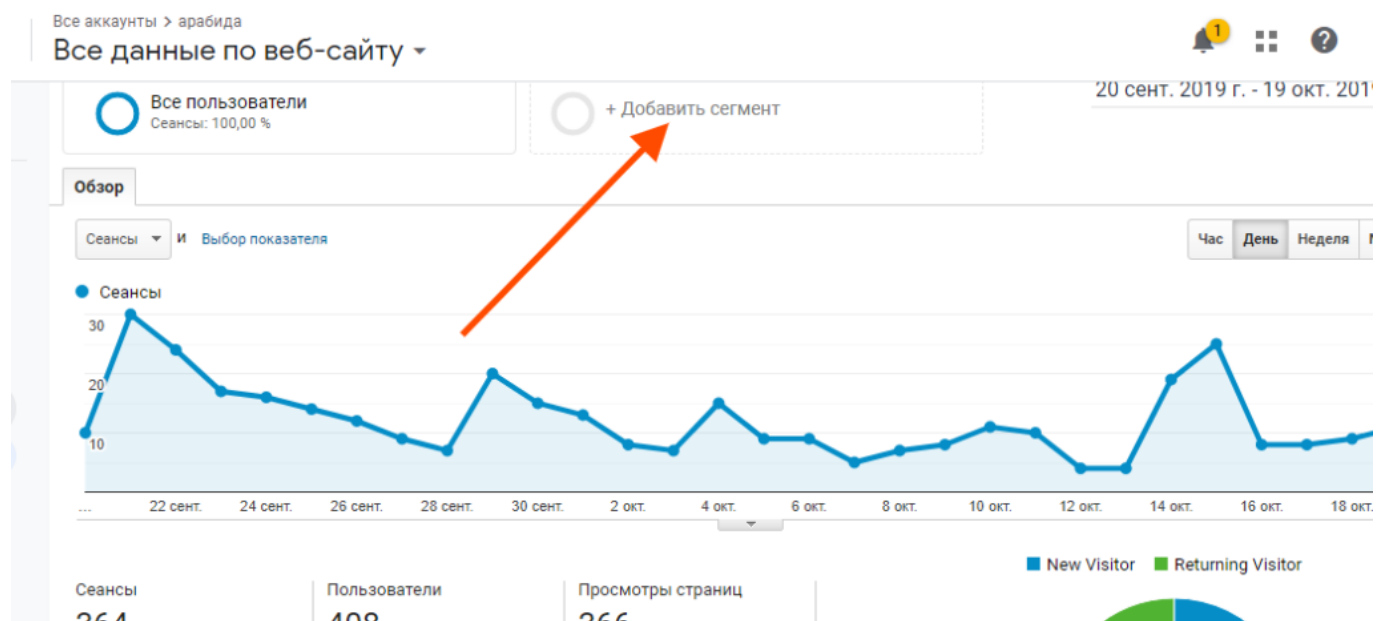 Все аккаунты > арабида
Все данные по веб-сайту
1
Все пользователи
Сеансы: 100,00 %
+ Добавить сегмент
20 сент. 2019 г. - 19 окт. 201
Обзор
Сеансы и Выбор показателя
Час День Неделя
Сеансы
30
20
10
... 22 сент. 24 сент. 26 сент. 28 сент. 30 сент. 2 окт. 4 окт. 6 окт. 8 окт. 10 окт. 12 окт. 14 окт. 16 окт. 18 окт.
New Visitor Returning Visitor
Сеансы Пользователи Просмотры страниц